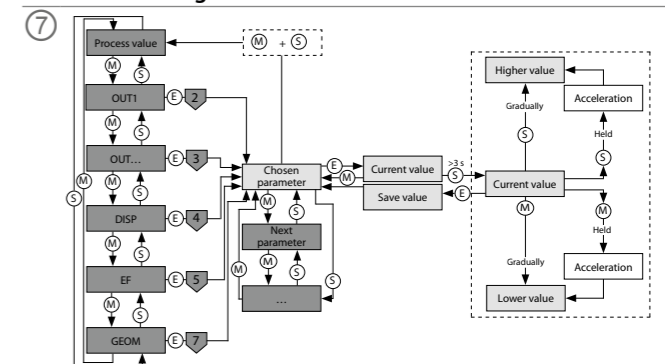 7
Process value
M + S
M
S
OUT1
E
2
M
S
OUT...
E
3
M
S
M
S
DISP
E
4
M
S
EF
E
5
M
S
GEOM
E
7
Chosen
parameter
M
S
Next
parameter
M
S
M
S
...
E
M
Current value
Save value
>3 s
S
E
Higher value
Gradually
S
Acceleration
Held
S
Current value
M
M
Held
Gradually
Acceleration
Lower value